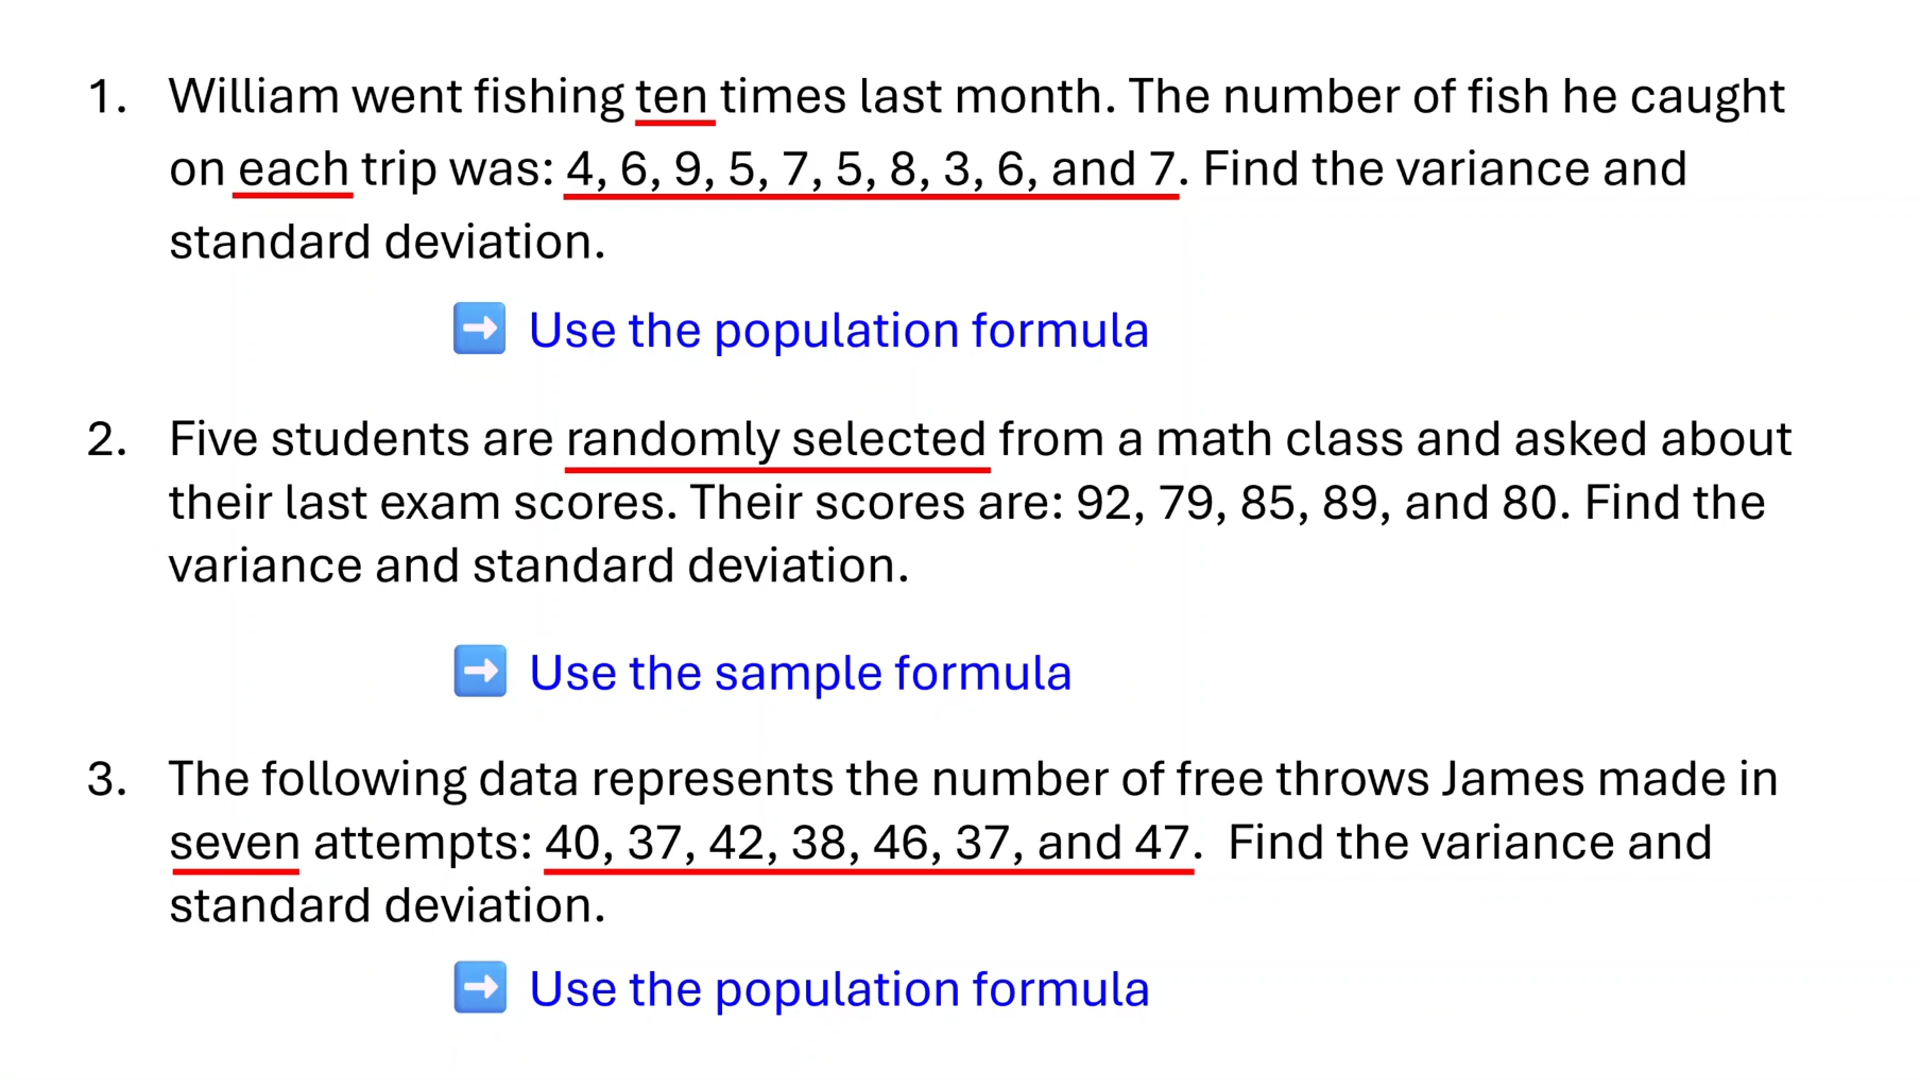 1. William went fishing ten times last month. The number of fish he caught
on each trip was: 4, 6, 9, 5, 7, 5, 8, 3, 6, and 7. Find the variance and
standard deviation.
➡ Use the population formula
2. Five students are randomly selected from a math class and asked about
their last exam scores. Their scores are: 92, 79, 85, 89, and 80. Find the
variance and standard deviation.
➡ Use the sample formula
3. The following data represents the number of free throws James made in
seven attempts: 40, 37, 42, 38, 46, 37, and 47. Find the variance and
standard deviation.
➡ Use the population formula